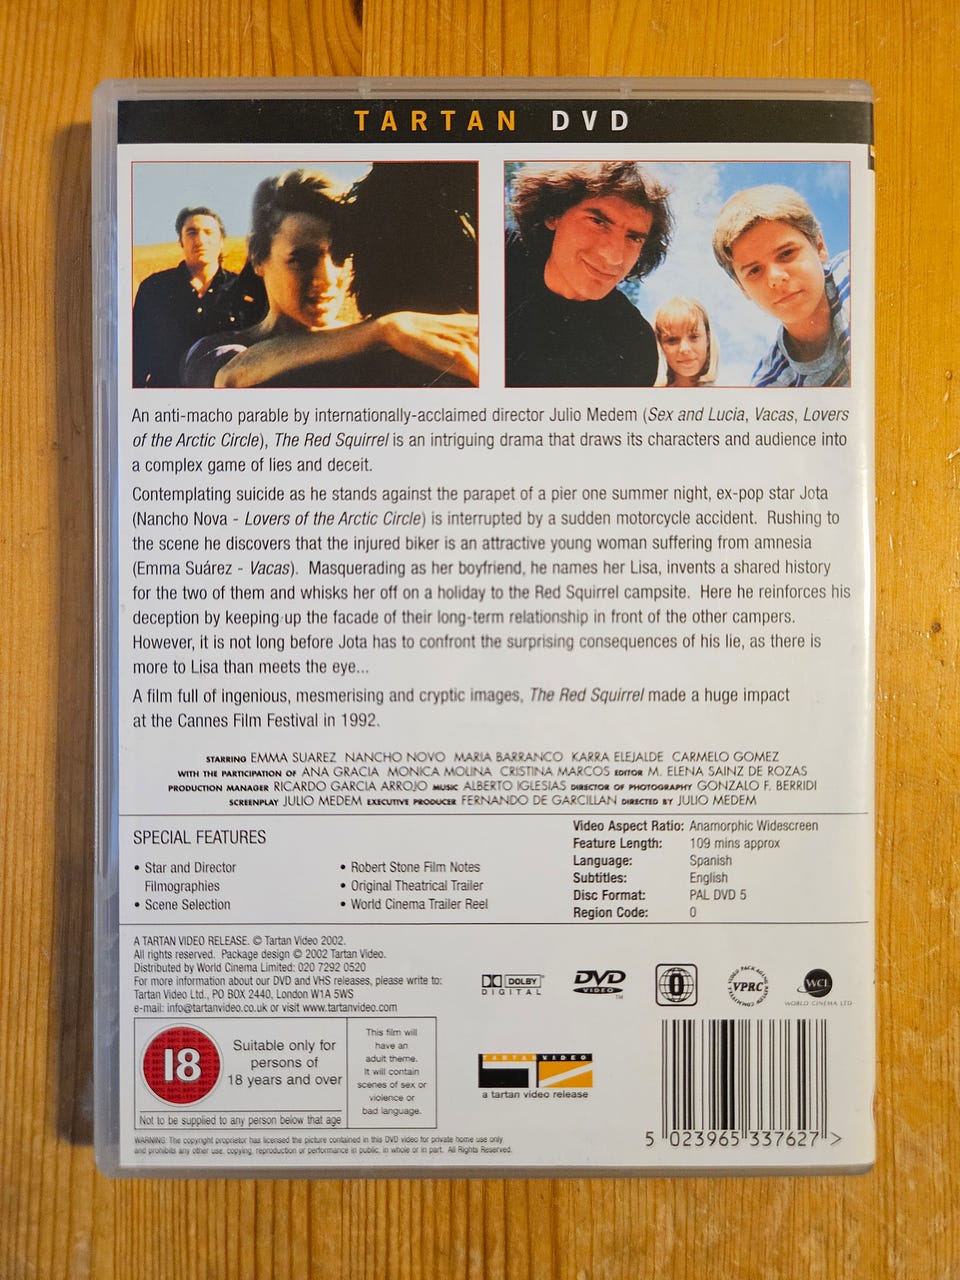 TARTAN DVD
An anti-macho parable by internationally-acclaimed director Julio Medem (Sex and Lucia, Vacas, Lovers
of the Arctic Circle), The Red Squirrel is an intriguing drama that draws its characters and audience into
a complex game of lies and deceit.
Contemplating suicide as he stands against the parapet of a pier one summer night, ex-pop star Jota
(Nancho Nova - Lovers of the Arctic Circle) is interrupted by a sudden motorcycle accident. Rushing to
the scene he discovers that the injured biker is an attractive young woman suffering from amnesia
(Emma Suárez - Vacas). Masquerading as her boyfriend, he names her Lisa, invents a shared history
for the two of them and whisks her off on a holiday to the Red Squirrel campsite. Here he reinforces his
deception by keeping up the facade of their long-term relationship in front of the other campers.
However, it is not long before Jota has to confront the surprising consequences of his lie, as there is
more to Lisa than meets the eye...
A film full of ingenious, mesmerising and cryptic images, The Red Squirrel made a huge impact
at the Cannes Film Festival in 1992.
STARRING EMMA SUAREZ NANCHO NOVO MARIA BARRANCO KARRA ELEJALDE CARMELO GOMEZ
WITH THE PARTICIPATION OF ANA GRACIA MONICA MOLINA CRISTINA MARCOS EDITOR M. ELENA SAINZ DE ROZAS
PRODUCTION MANAGER RICARDO GARCIA ARROJO MUSIC ALBERTO IGLESIAS DIRECTOR OF PHOTOGRAPHY GONZALO F. BERRIDI
SCREENPLAY JULIO MEDEM EXECUTIVE PRODUCER FERNANDO DE GARCILLAN DIRECTED BY JULIO MEDEM
SPECIAL FEATURES
• Star and Director
Filmographies
• Scene Selection
• Robert Stone Film Notes
• Original Theatrical Trailer
• World Cinema Trailer Reel
Video Aspect Ratio: Anamorphic Widescreen
Feature Length: 109 mins approx
Language: Spanish
Subtitles: English
Disc Format: PAL DVD 5
Region Code: 0
A TARTAN VIDEO RELEASE. © Tartan Video 2002.
All rights reserved. Package design © 2002 Tartan Video.
Distributed by World Cinema Limited: 020 7292 0520
For more information about our DVD and VHS releases, please write to:
Tartan Video Ltd., PO BOX 2440, London W1A 5WS
e-mail: info@tartanvideo.co.uk or visit www.tartanvideo.com
DOLBY
DIGITAL
DVD
VIDEO
TM
0
VIDEO PACKAGING REVIEW COMMITTEE
VPRC
WCL
WORLD CINEMA LTD
18
Suitable only for
persons of
18 years and over
Not to be supplied to any person below that age
This film will
have an
adult theme.
It will contain
scenes of sex or
violence or
bad language.
TARTAN VIDEO
a tartan video release
5 023965 337627 >
WARNING: The copyright proprietor has licensed the picture contained in this DVD video for private home use only
and prohibits any other use, copying, reproduction or performance in public, in whole or in part. All Rights Reserved.